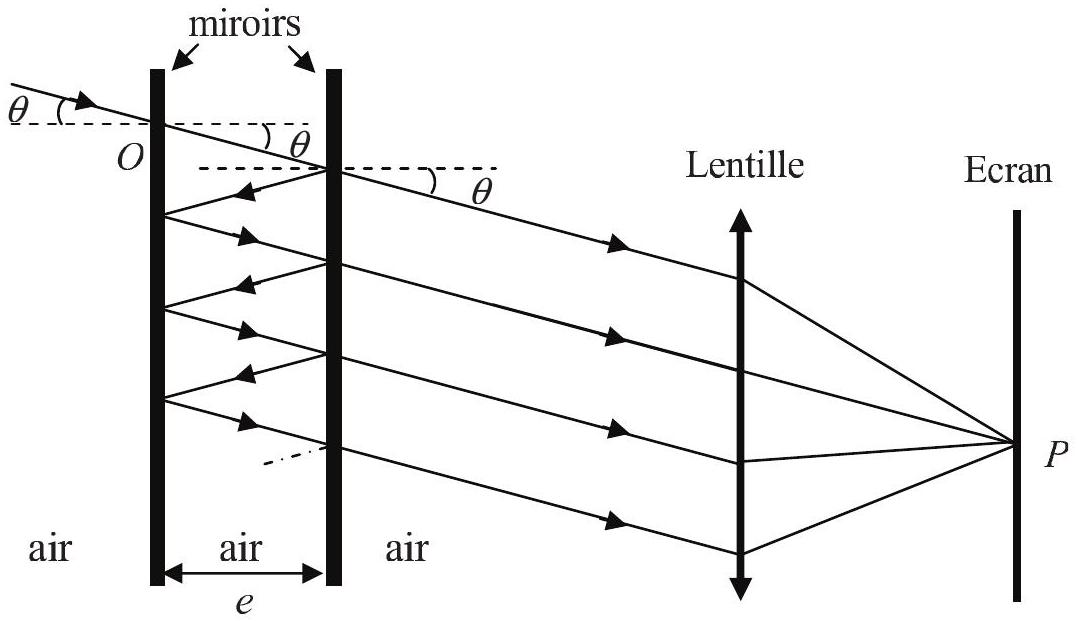 miroirs
θ
θ
O
θ
Lentille
Ecran
P
air
air
air
e